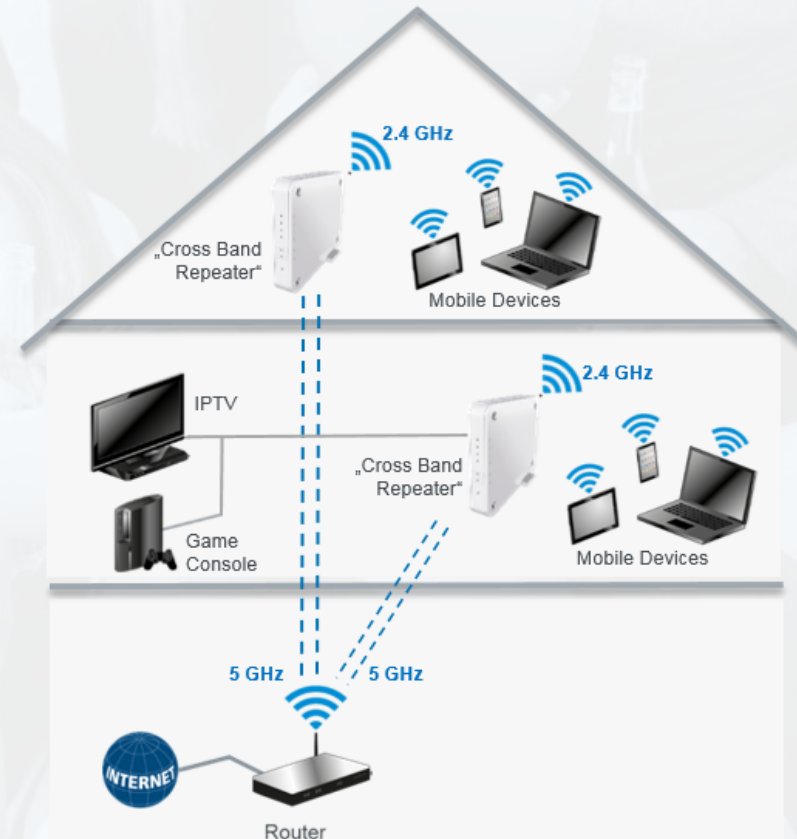 2.4 GHz
„Cross Band
Repeater“
Mobile Devices
2.4 GHz
IPTV
„Cross Band
Repeater“
Game
Console
Mobile Devices
5 GHz
5 GHz
INTERNET
Router